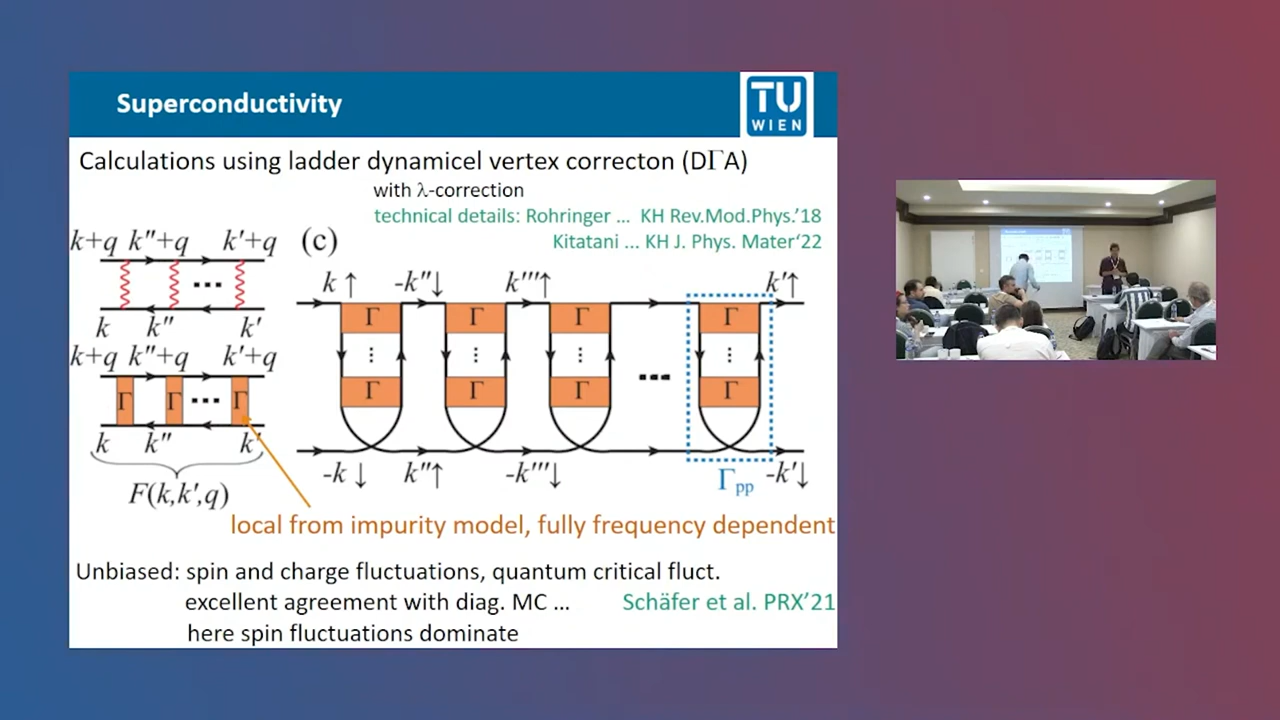 Superconductivity
TU
WIEN
Calculations using ladder dynamicel vertex correcton (DΓA)
with λ-correction
technical details: Rohringer ... KH Rev.Mod.Phys.'18
Kitatani ... KH J. Phys. Mater'22
k+q k″+q k′+q
...
k k″ k′
k+q k″+q k′+q
Γ Γ ... Γ
k k″ k′
F(k,k′,q)
(c)
k ↑ -k″↓ k‴↑ k′↑
Γ Γ Γ Γ
⋮ ⋮ ⋮ ... ⋮
Γ Γ Γ Γ
-k ↓ k″↑ -k‴↓ Γpp -k′↓
local from impurity model, fully frequency dependent
Unbiased: spin and charge fluctuations, quantum critical fluct.
excellent agreement with diag. MC ... Schäfer et al. PRX'21
here spin fluctuations dominate